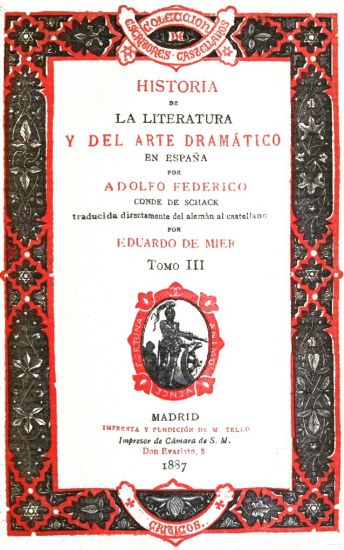 COLECCION
DE
ESCRITORES CASTELLANOS
HISTORIA
DE
LA LITERATURA
Y DEL ARTE DRAMÁTICO
EN ESPAÑA
POR
ADOLFO FEDERICO
CONDE DE SCHACK
traducida directamente del alemán al castellano
POR
EDUARDO DE MIER
TOMO III
FORTUNA
VENCE
MADRID
IMPRENTA Y FUNDICIÓN DE M. TELLO
Impresor de Cámara de S. M.
Don Evaristo, 8
1887
CRITICOS